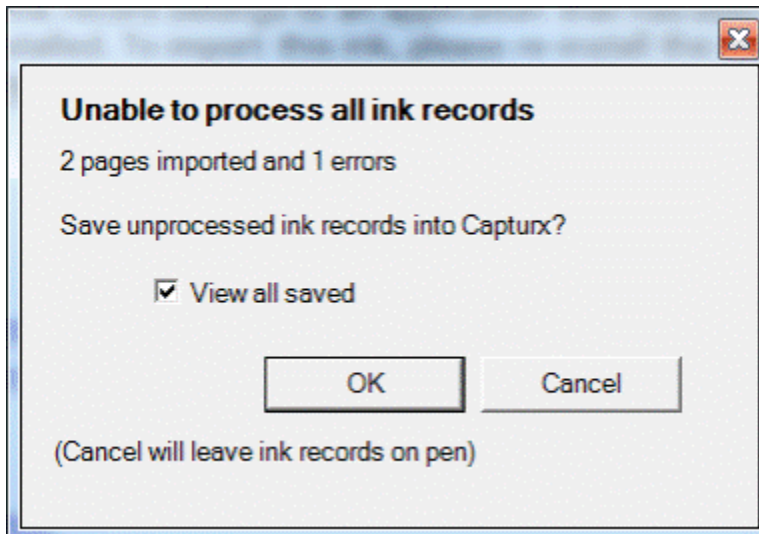 Unable to process all ink records
2 pages imported and 1 errors
Save unprocessed ink records into Capturx?
View all saved
OK
Cancel
(Cancel will leave ink records on pen)